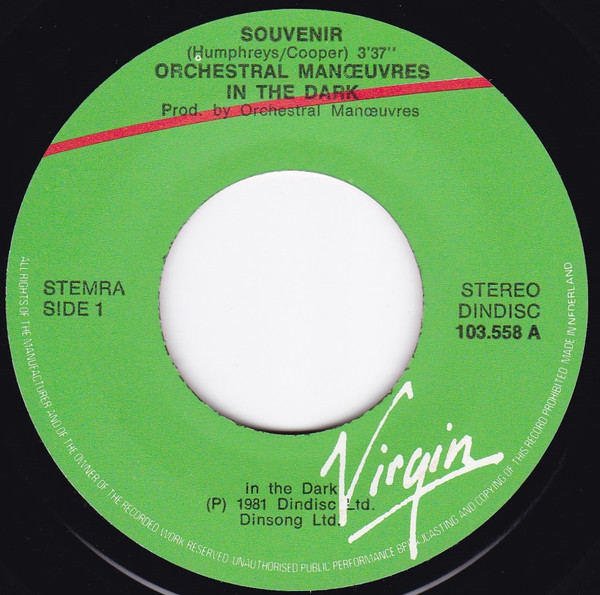 SOUVENIR
(Humphreys/Cooper) 3'37"
ORCHESTRAL MANŒUVRES
IN THE DARK
Prod. by Orchestral Manœuvres
STEMRA
SIDE 1
STEREO
DINDISC
103.558 A
Virgin
in the Dark
(P) 1981 Dindisc Ltd.
Dinsong Ltd.
ALL RIGHTS OF THE MANUFACTURER AND OF THE OWNER OF THE RECORDED WORK RESERVED. UNAUTHORISED PUBLIC PERFORMANCE BROADCASTING AND COPYING OF THIS RECORD PROHIBITED. MADE IN NEDERLAND